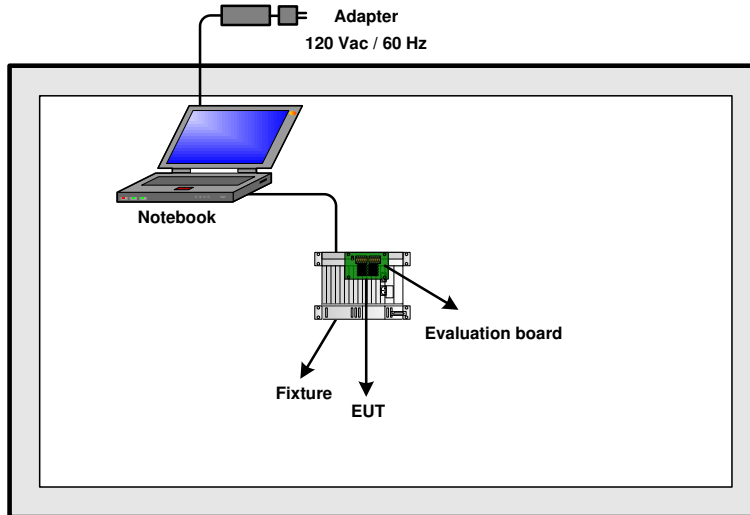 Adapter
120 Vac / 60 Hz
Notebook
Evaluation board
Fixture
EUT